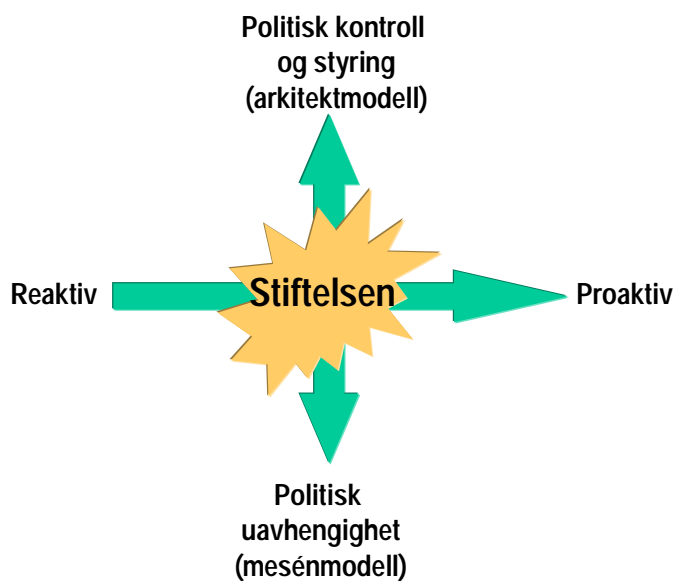 Politisk kontroll
og styring
(arkitektmodell)
Reaktiv
Stiftelsen
Proaktiv
Politisk
uavhengighet
(mesénmodell)